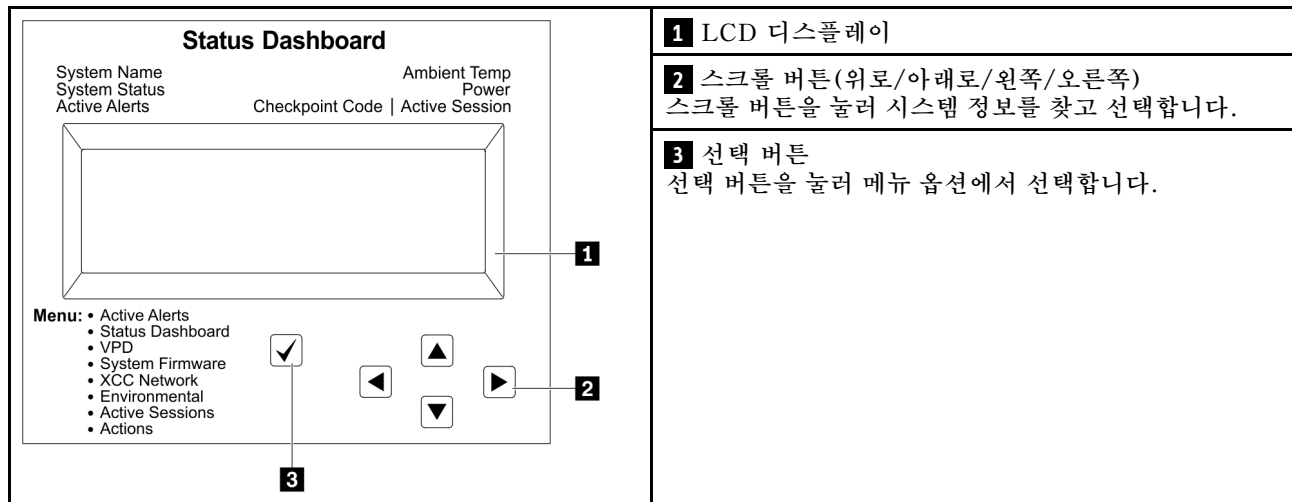 Status Dashboard
System Name
System Status
Active Alerts
Ambient Temp
Power
Checkpoint Code | Active Session
1
Menu: • Active Alerts
• Status Dashboard
• VPD
• System Firmware
• XCC Network
• Environmental
• Active Sessions
• Actions
2
3
1 LCD 디스플레이
2 스크롤 버튼(위로/아래로/왼쪽/오른쪽)
스크롤 버튼을 눌러 시스템 정보를 찾고 선택합니다.
3 선택 버튼
선택 버튼을 눌러 메뉴 옵션에서 선택합니다.